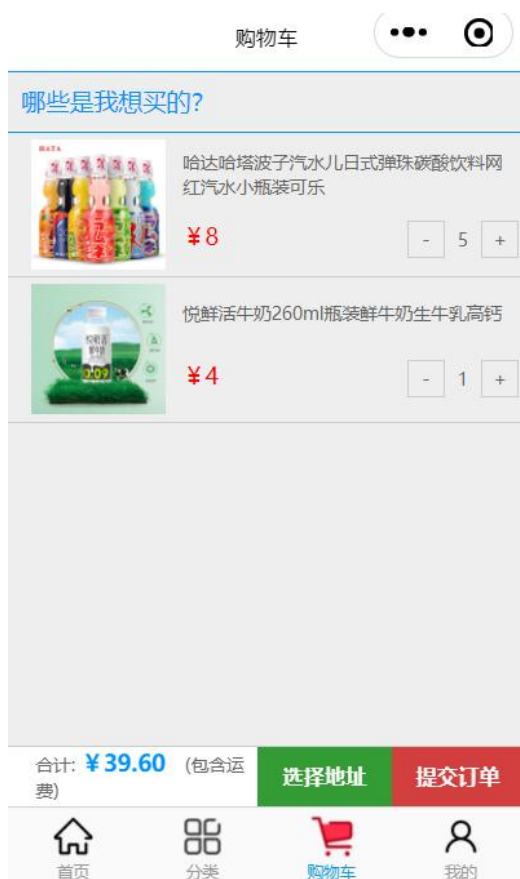 购物车
哪些是我想买的?
HATA
哈达哈塔波子汽水儿日式弹珠碳酸饮料网
红汽水小瓶装可乐
¥8
- 5 +
悦鲜活牛奶260ml瓶装鲜牛奶生牛乳高钙
¥4
- 1 +
合计: ¥39.60 (包含运
费)
选择地址
提交订单
首页
分类
购物车
我的